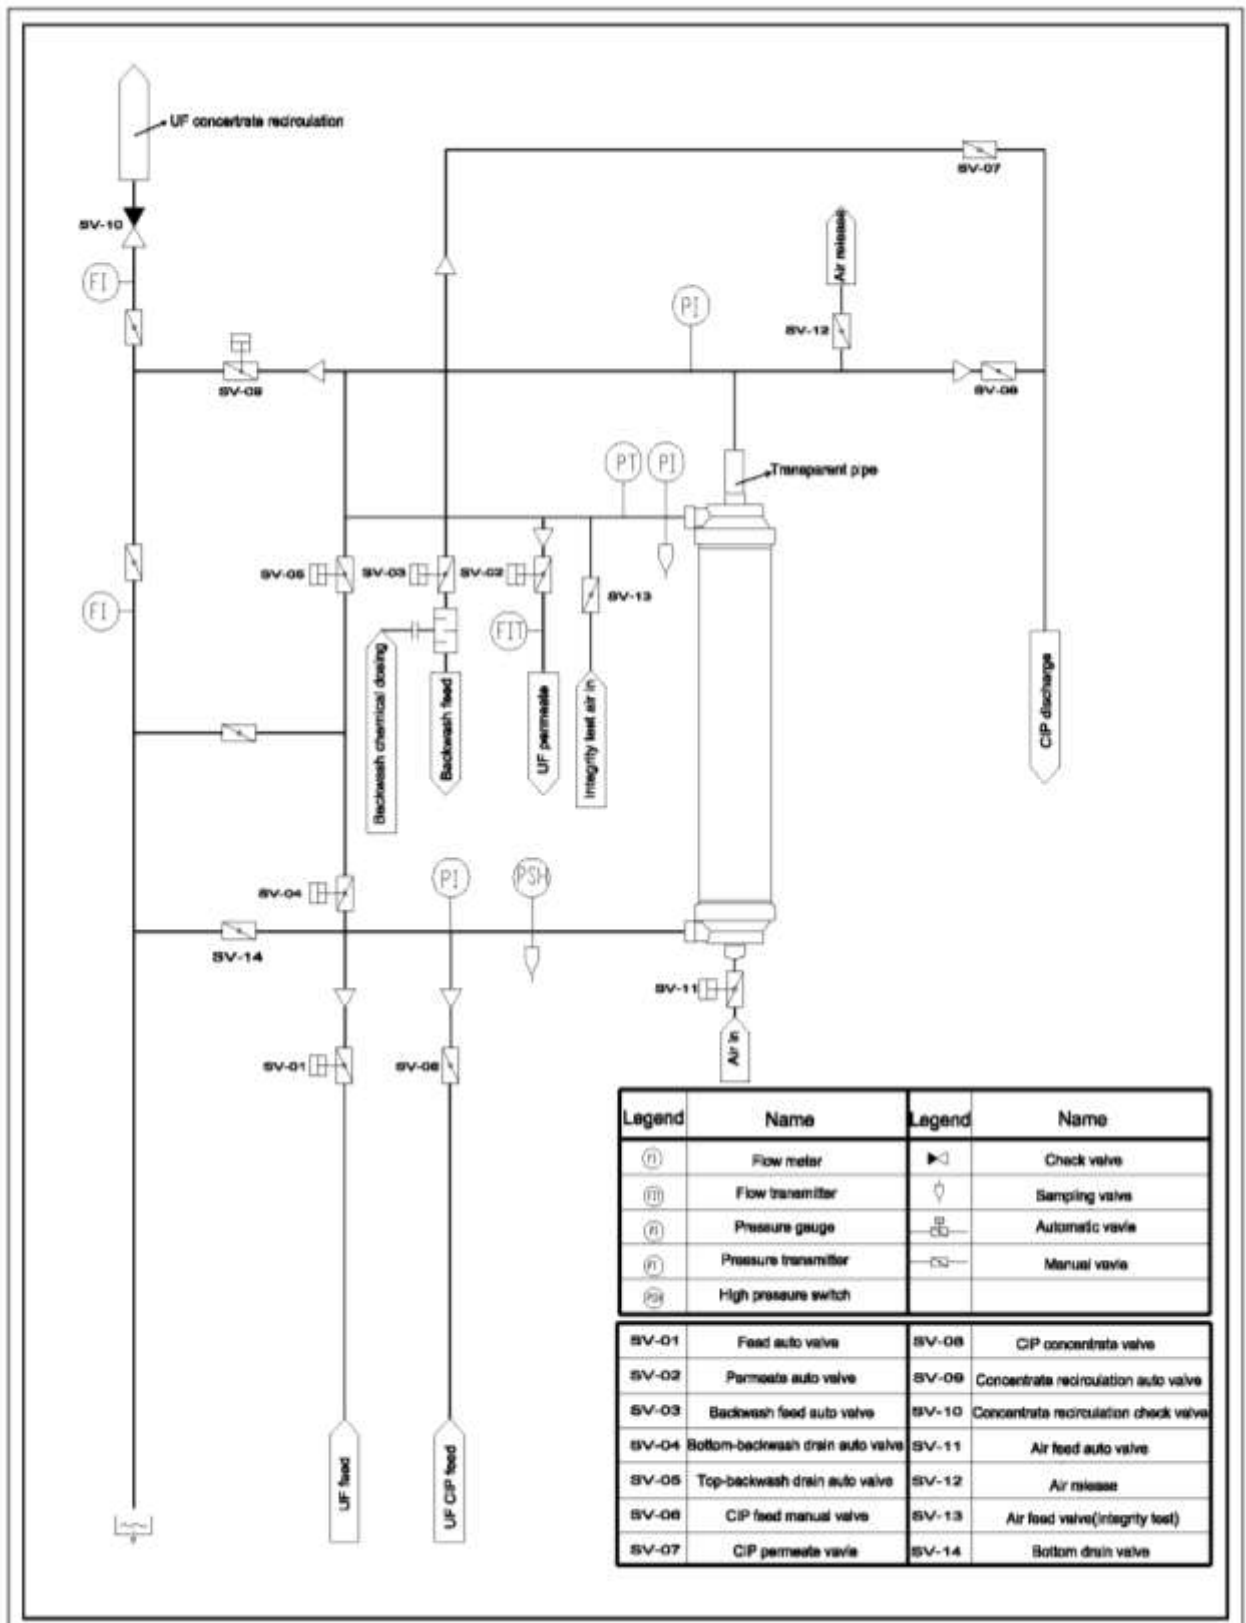 UF concertrate recirculation
SV-07
SV-10
Air release
FI
PI
SV-12
SV-09
SV-08
PT
PI
Transparent pipe
SV-05
SV-03
SV-02
SV-13
FI
FIT
Backwash chemical dosing
Backwash feed
UF permeate
Integrity test air in
CIP discharge
PI
PSH
SV-04
SV-14
SV-11
Air in
SV-01
SV-06
UF feed
UF CIP feed
Legend Name Legend Name
FI Flow meter Check valve
FIT Flow transmitter Sampling valve
PI Pressure gauge Automatic vavle
PT Pressure transmitter Manual vavle
PSH High pressure switch
SV-01 Feed auto valve SV-08 CIP concentrate valve
SV-02 Permeate auto valve SV-09 Concentrate recirculation auto valve
SV-03 Backwash feed auto valve SV-10 Concentrate recirculation check valve
SV-04 Bottom-backwash drain auto valve SV-11 Air feed auto valve
SV-05 Top-backwash drain auto valve SV-12 Air release
SV-06 CIP feed manual valve SV-13 Air feed valve(integrity test)
SV-07 CIP permeate vavle SV-14 Bottom drain valve